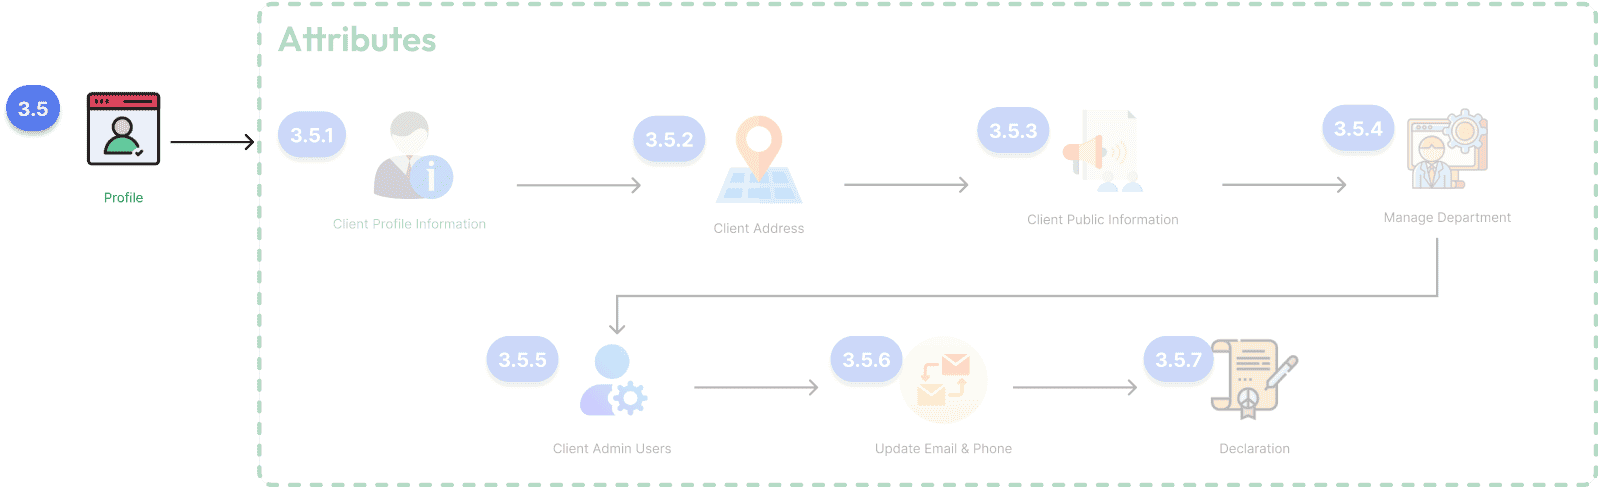 Attributes
3.5
Profile
3.5.1
Client Profile Information
3.5.2
Client Address
3.5.3
Client Public Information
3.5.4
Manage Department
3.5.5
Client Admin Users
3.5.6
Update Email & Phone
3.5.7
Declaration